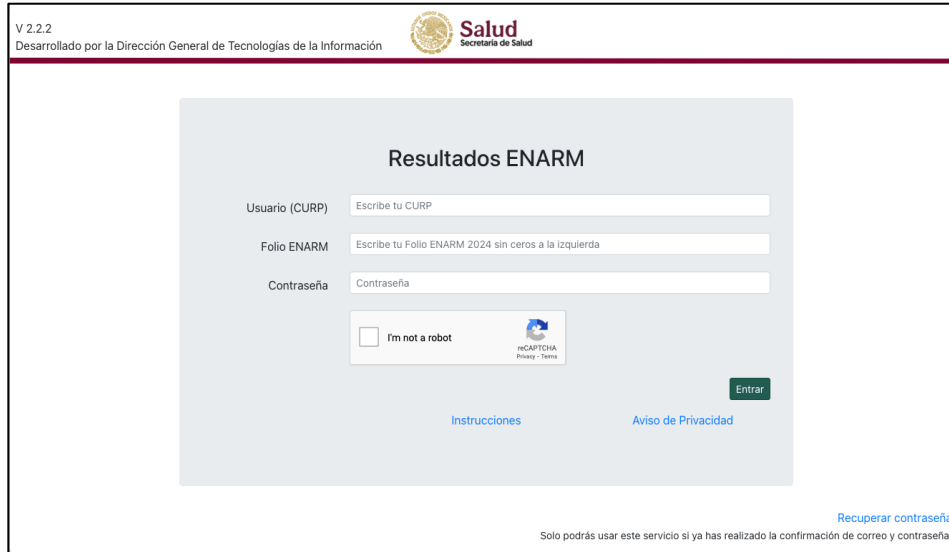 V 2.2.2
Desarrollado por la Dirección General de Tecnologías de la Información
Salud
Secretaría de Salud
Resultados ENARM
Usuario (CURP)
Escribe tu CURP
Folio ENARM
Escribe tu Folio ENARM 2024 sin ceros a la izquierda
Contraseña
Contraseña
I'm not a robot
reCAPTCHA
Privacy - Terms
Entrar
Instrucciones
Aviso de Privacidad
Recuperar contraseña
Solo podrás usar este servicio si ya has realizado la confirmación de correo y contraseña